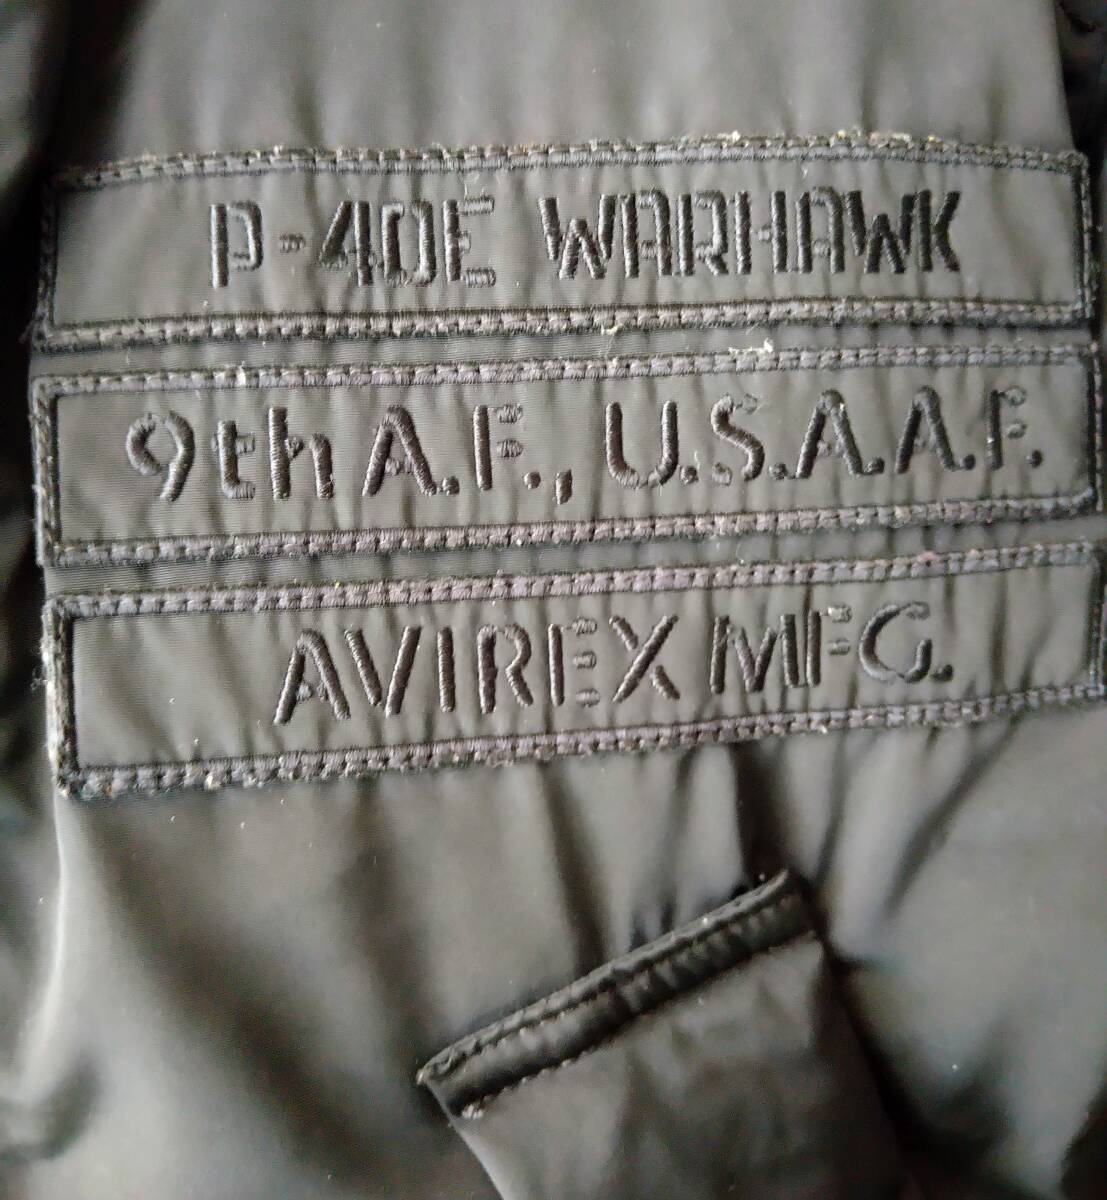 P-40E WARHAWK
9th A.F., U.S.A.A.F.
AVIREX MFG.